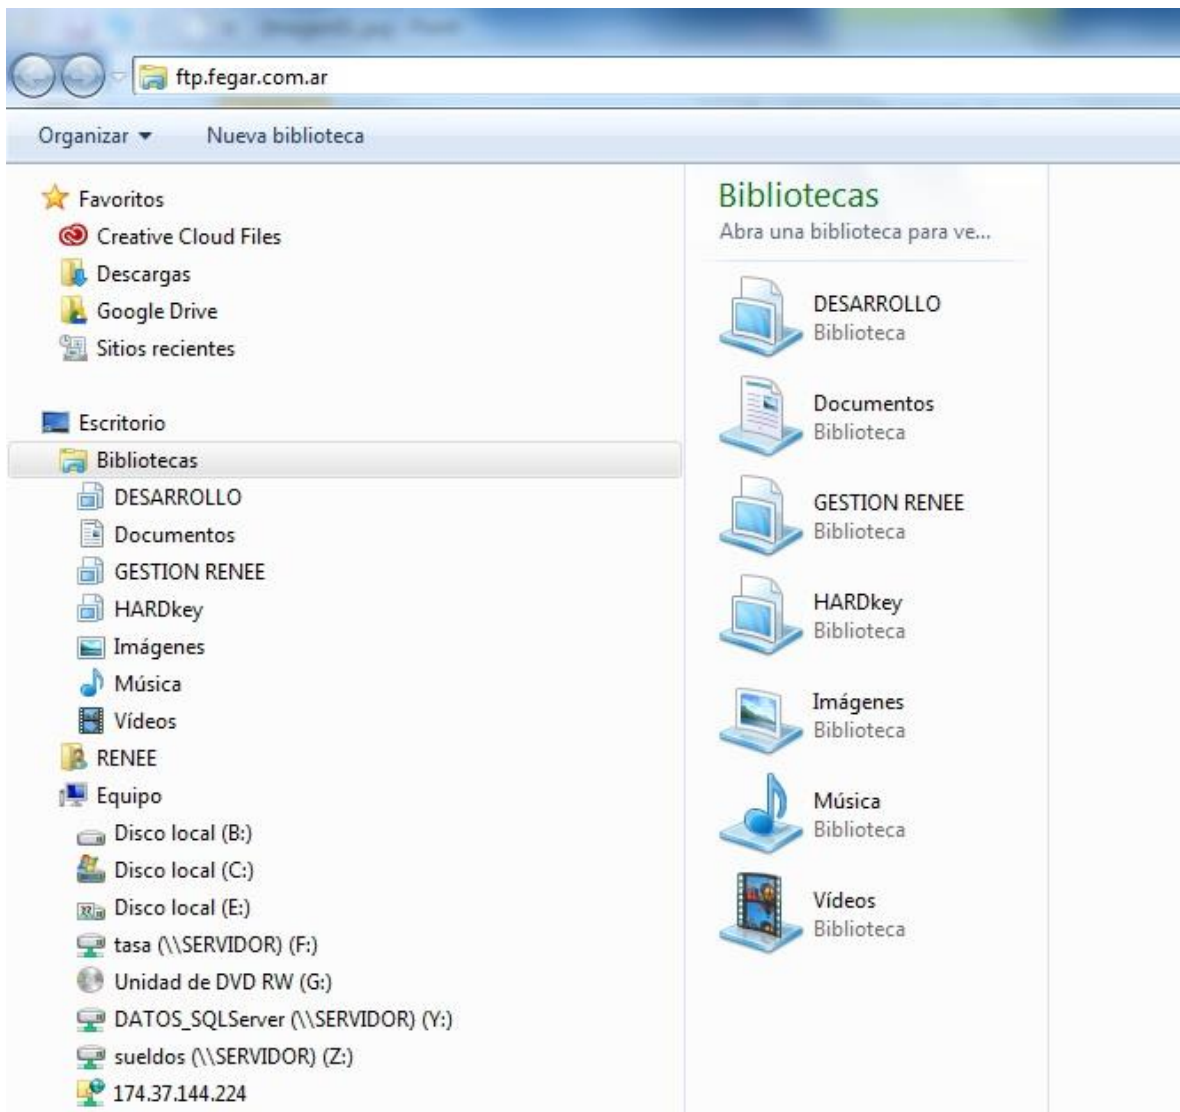 ftp.fegar.com.ar
Organizar
Nueva biblioteca
Favoritos
Creative Cloud Files
Descargas
Google Drive
Sitios recientes
Escritorio
Bibliotecas
DESARROLLO
Documentos
GESTION RENEE
HARDkey
Imágenes
Música
Vídeos
RENEE
Equipo
Disco local (B:)
Disco local (C:)
Disco local (E:)
tasa (\\SERVIDOR) (F:)
Unidad de DVD RW (G:)
DATOS_SQLServer (\\SERVIDOR) (Y:)
sueldos (\\SERVIDOR) (Z:)
174.37.144.224
Bibliotecas
Abra una biblioteca para ve...
DESARROLLO
Biblioteca
Documentos
Biblioteca
GESTION RENEE
Biblioteca
HARDkey
Biblioteca
Imágenes
Biblioteca
Música
Biblioteca
Vídeos
Biblioteca